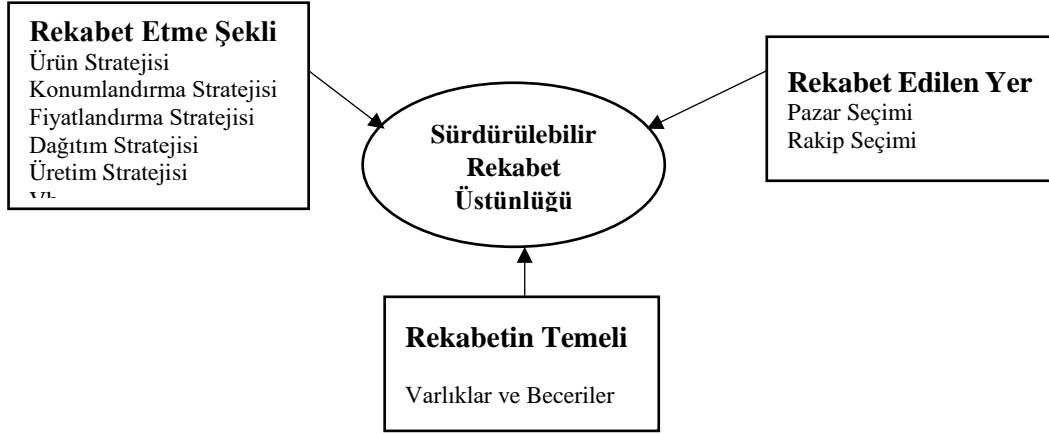 Rekabet Etme Şekli
Ürün Stratejisi
Konumlandırma Stratejisi
Fiyatlandırma Stratejisi
Dağıtım Stratejisi
Üretim Stratejisi
Sürdürülebilir
Rekabet
Üstünlüğü
Rekabet Edilen Yer
Pazar Seçimi
Rakip Seçimi
Rekabetin Temeli
Varlıklar ve Beceriler